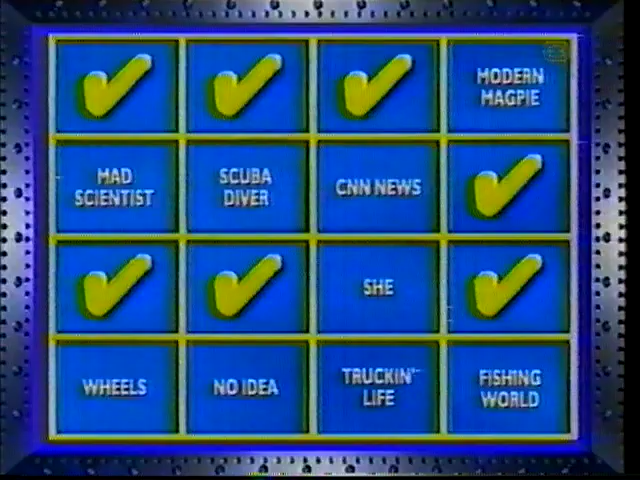 MODERN
MAGPIE
MAD
SCIENTIST
SCUBA
DIVER
CNN NEWS
SHE
WHEELS
NO IDEA
TRUCKIN'
LIFE
FISHING
WORLD